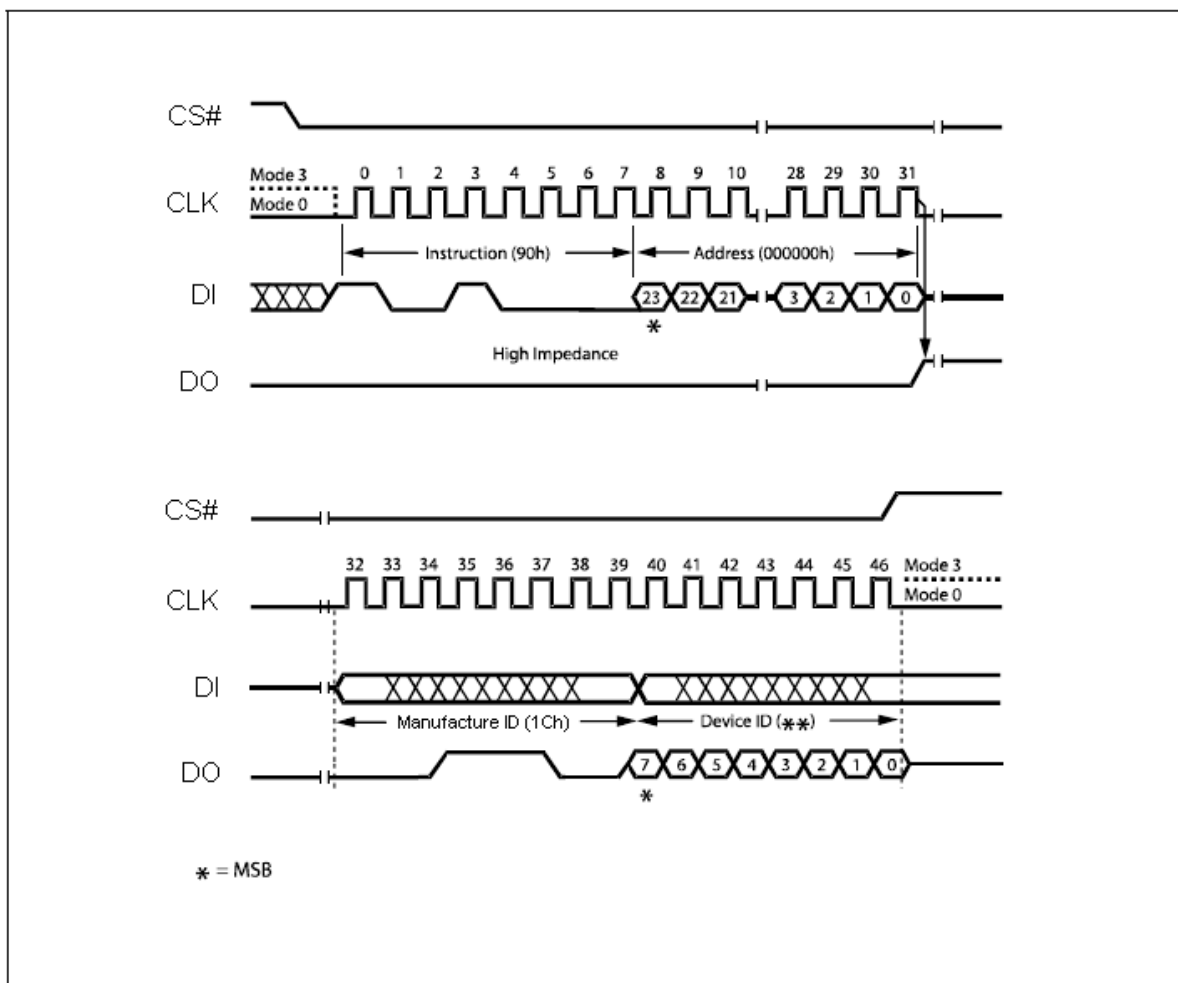 CS#
Mode 3
0 1 2 3 4 5 6 7 8 9 10 28 29 30 31
CLK
Mode 0
Instruction (90h) Address (000000h)
DI
23 22 21 3 2 1 0
*
High Impedance
DO
CS#
32 33 34 35 36 37 38 39 40 41 42 43 44 45 46
Mode 3
CLK
Mode 0
DI
Manufacture ID (1Ch) Device ID (**)
DO
7 6 5 4 3 2 1 0
*
* = MSB